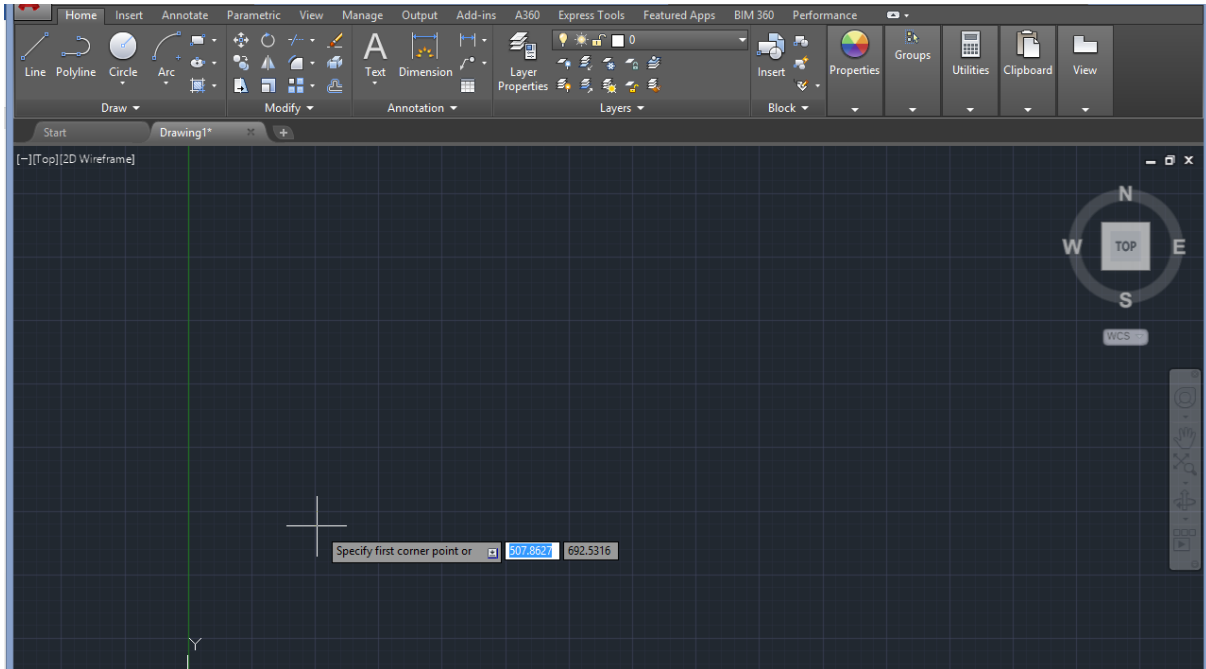 Home Insert Annotate Parametric View Manage Output Add-ins A360 Express Tools Featured Apps BIM 360 Performance
0
Line Polyline Circle Arc
A
Text Dimension
Layer
Properties
Insert
Properties
Groups
Utilities
Clipboard
View
Draw Modify Annotation Layers Block
Start Drawing1*
[−][Top][2D Wireframe]
N
W TOP E
S
WCS
Specify first corner point or 507.8627 692.5316
Y